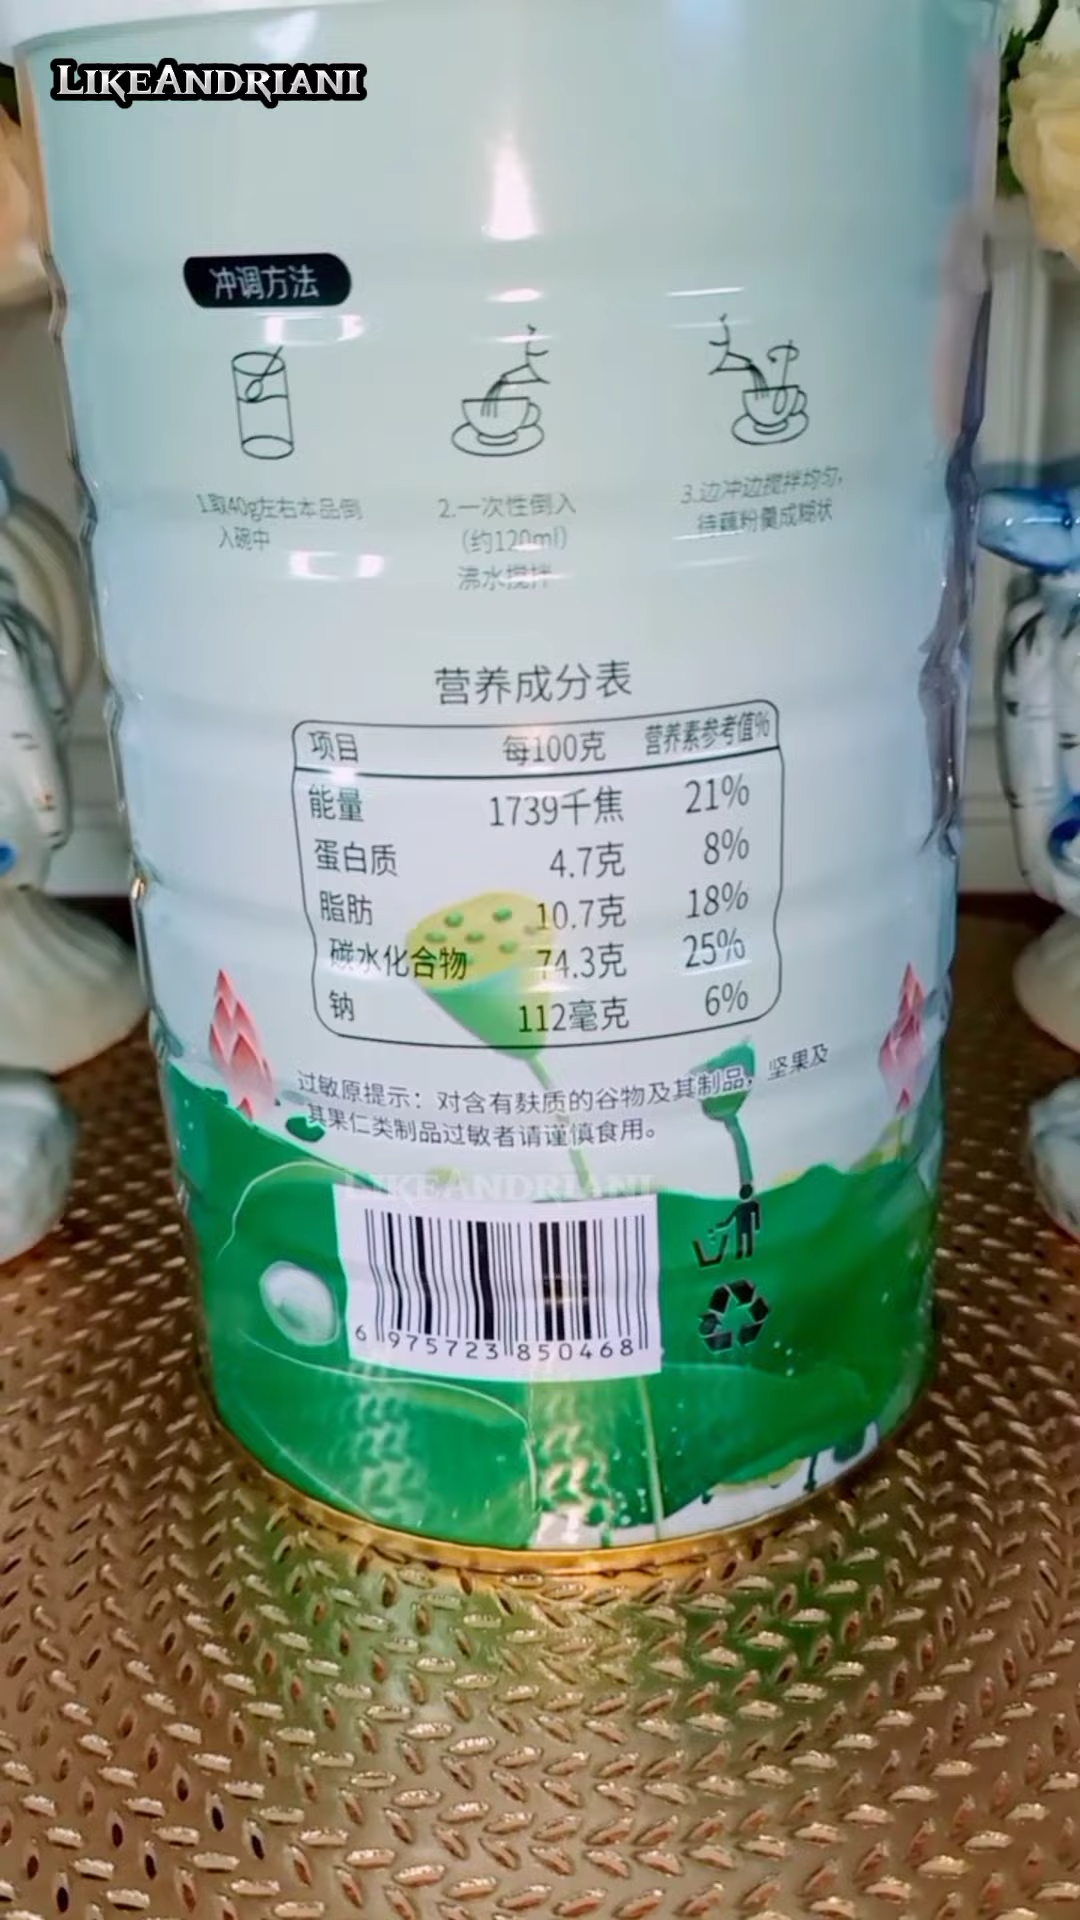 LIKEANDRIANI
冲调方法
1.取40g左右本品倒
入碗中
2.一次性倒入
(约120ml)
沸水搅拌
3.边冲边搅拌均匀,
待藕粉羹成糊状
营养成分表
项目 每100克 营养素参考值%
能量 1739千焦 21%
蛋白质 4.7克 8%
脂肪 10.7克 18%
碳水化合物 74.3克 25%
钠 112毫克 6%
过敏原提示：对含有麸质的谷物及其制品，坚果及
其果仁类制品过敏者请谨慎食用。
LIKEANDRIANI
6 975723 850468